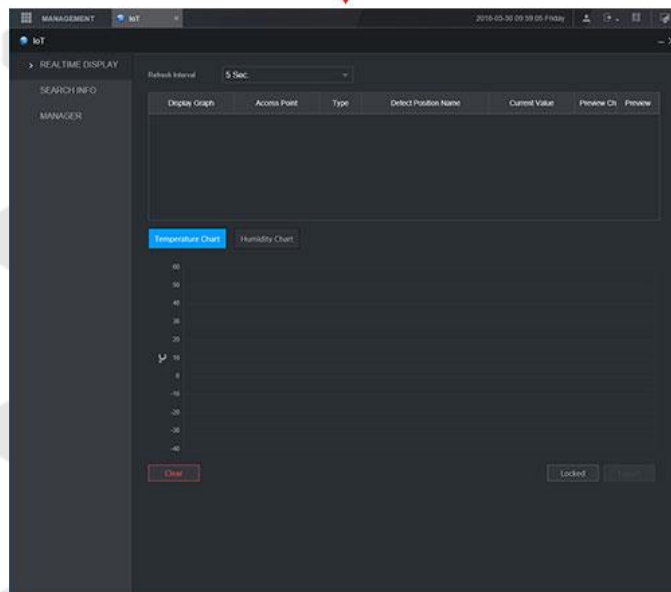 MANAGEMENT IoT 2018-03-30 09:59:05 Friday
IoT
REALTIME DISPLAY
SEARCH INFO
MANAGER
Refresh Interval 5 Sec.
Display Graph Access Point Type Detect Position Name Current Value Preview Ch Preview
Temperature Chart Humidity Chart
60
50
40
30
20
10
0
-10
-20
-30
-40
℃
Clear Locked